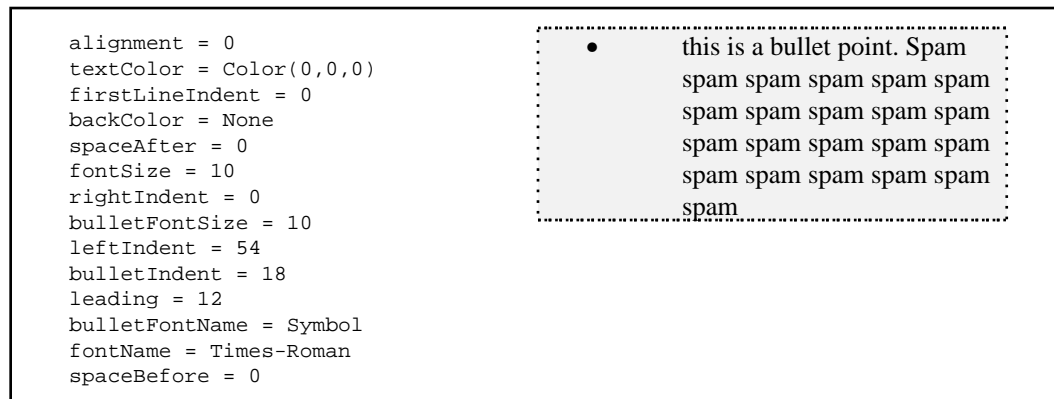 alignment = 0
textColor = Color(0,0,0)
firstLineIndent = 0
backColor = None
spaceAfter = 0
fontSize = 10
rightIndent = 0
bulletFontSize = 10
leftIndent = 54
bulletIndent = 18
leading = 12
bulletFontName = Symbol
fontName = Times-Roman
spaceBefore = 0
• this is a bullet point. Spam
spam spam spam spam spam
spam spam spam spam spam
spam spam spam spam spam
spam spam spam spam spam
spam